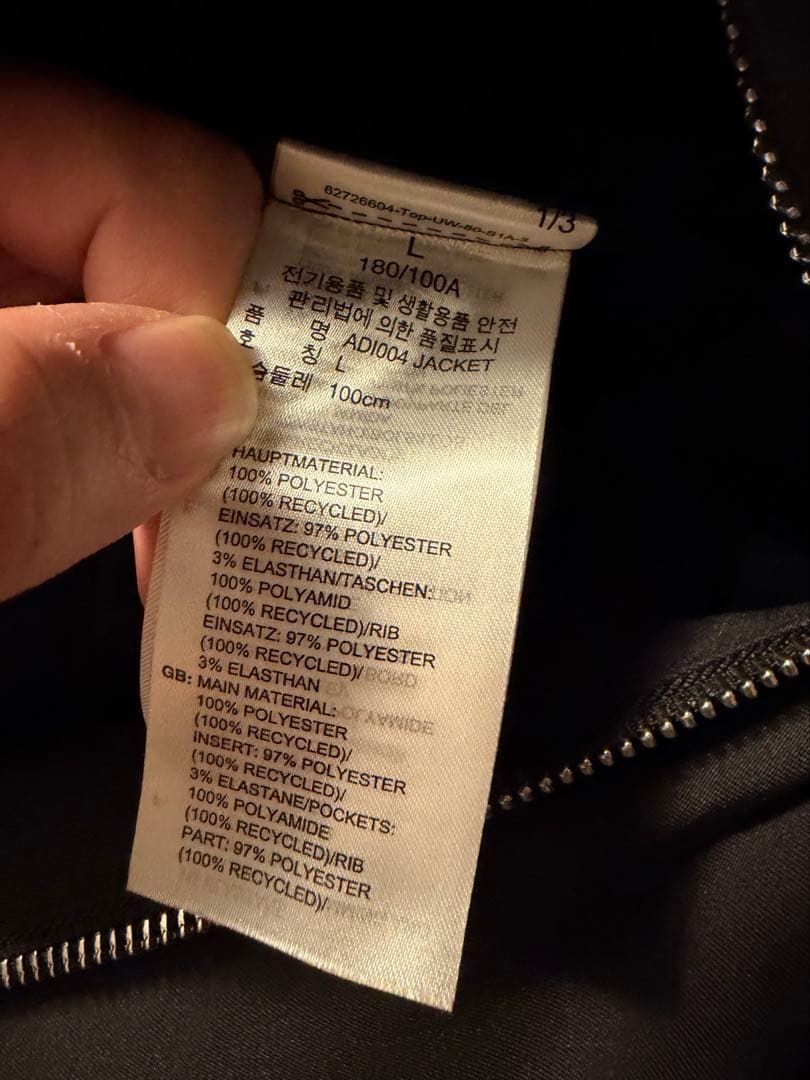 62726604-Top-UW-80-S1A-2
1/3
L
180/100A
전기용품 및 생활용품 안전
관리법에 의한 품질표시
품 명 ADI004 JACKET
호 칭 L
슴둘레 100cm
HAUPTMATERIAL:
100% POLYESTER
(100% RECYCLED)/
EINSATZ: 97% POLYESTER
(100% RECYCLED)/
3% ELASTHAN/TASCHEN:
100% POLYAMID
(100% RECYCLED)/RIB
EINSATZ: 97% POLYESTER
(100% RECYCLED)/
3% ELASTHAN
GB: MAIN MATERIAL:
100% POLYESTER
(100% RECYCLED)/
INSERT: 97% POLYESTER
(100% RECYCLED)/
3% ELASTANE/POCKETS:
100% POLYAMIDE
(100% RECYCLED)/RIB
PART: 97% POLYESTER
(100% RECYCLED)/